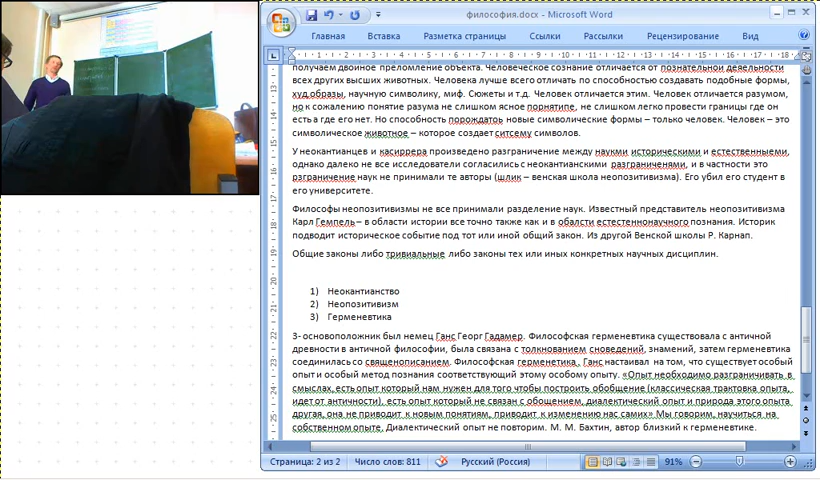 философия.docx - Microsoft Word
Главная Вставка Разметка страницы Ссылки Рассылки Рецензирование Вид
получаем двойное преломление объекта. Человеческое сознание отличается от познательной деяельности
всех других высших животных. Человека лучше всего отличать по способностью создавать подобные формы,
худ.образы, научную символику, миф. Сюжеты и т.д. Человек отличается этим. Человек отличается разумом,
но к сожалению понятие разума не слишком ясное порнятипе, не слишком легко провести границы где он
есть а где его нет. Но способность порождатоь новые символические формы – только человек. Человек – это
символическое животное – которое создает ситсему символов.
У неокантианцев и касиррера произведено разграничение между наукми историческими и естественныеми,
однако далеко не все исследователи согласились с неокантианскими разграниченями, и в частности это
рзграничение наук не принимали те авторы (шлик – венская школа неопозитивизма). Его убил его студент в
его университете.
Философы неопозитивизмы не все принимали разделение наук. Известный представитель неопозитивизма
Карл Гемпель – в области истории все точно также как и в обалсти естестенноначного познания. Историк
подводит историческое событие под тот или иной общий закон. Из другой Венской школы Р. Карнап.
Общие законы либо тривиальные либо законы тех или иных конкретных научных дисциплин.
1) Неокантианство
2) Неопозитивизм
3) Герменевтика
3- основоположник был немец Ганс Георг Гадамер. Философская герменевтика существовала с античной
древности в античной философии, была связана с толкнованием сноведений, знамений, затем герменевтика
соединилась со священописанием. Философская герменетика , Ганс настаивал на том, что существует особый
опыт и особый метод познания соответствующий этому особому опыту. «Опыт необходимо разграничивать в
смыслах, есть опыт который нам нужен для того чтобы построить обобщение (классическая трактовка опыта,
идет от античности), есть опыт который не связан с обощением, диалектический опыт и природа этого опыта
другая, она не приводит к новым понятиям, приводит к изменению нас самих» Мы говорим, научиться на
собственном опыте. Диалектический опыт не повторим. М. М. Бахтин, автор близкий к герменевтике.
Страница: 2 из 2 Число слов: 811 Русский (Россия) 91%